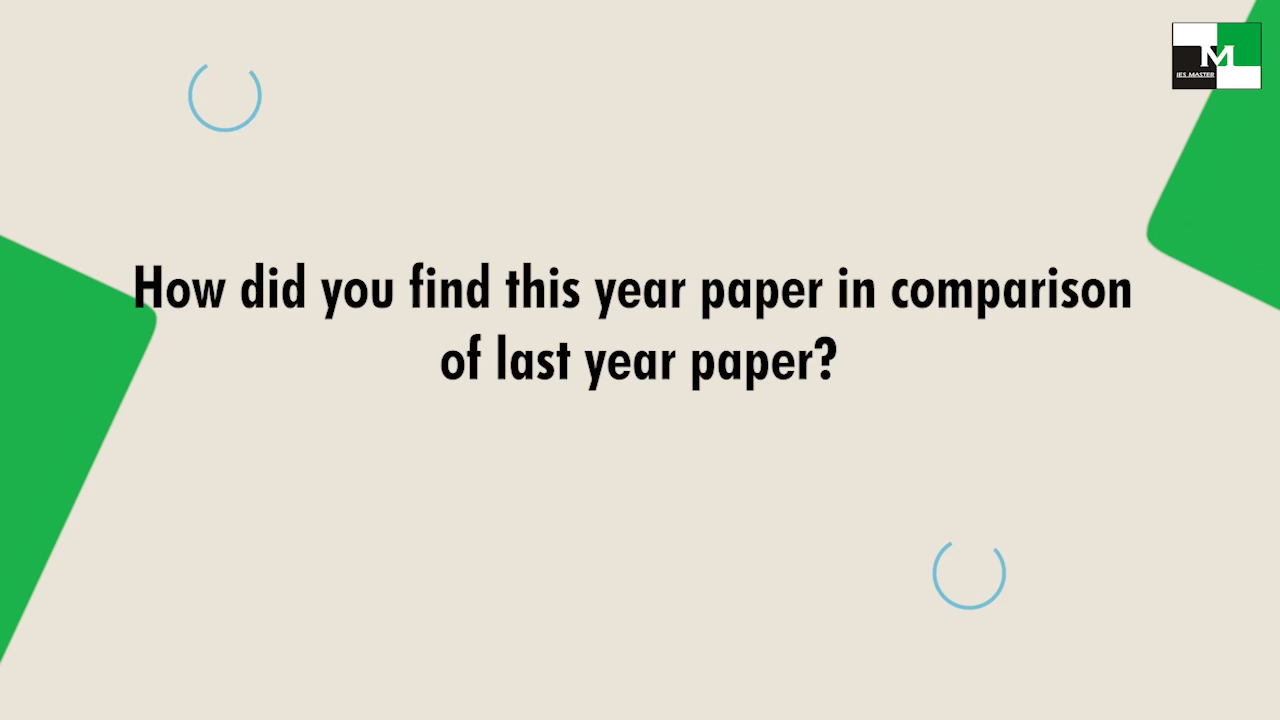 IES MASTER
How did you find this year paper in comparison
of last year paper?